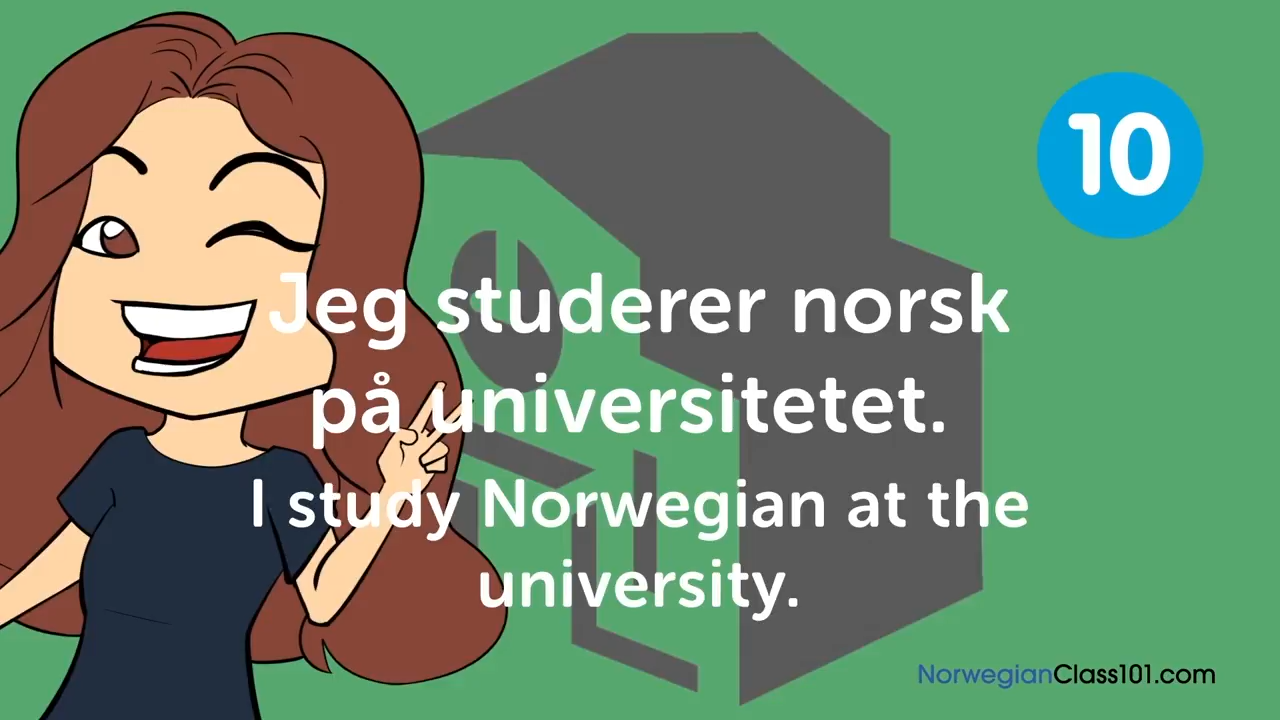 10
Jeg studerer norsk
på universitetet.
I study Norwegian at the
university.
NorwegianClass101.com